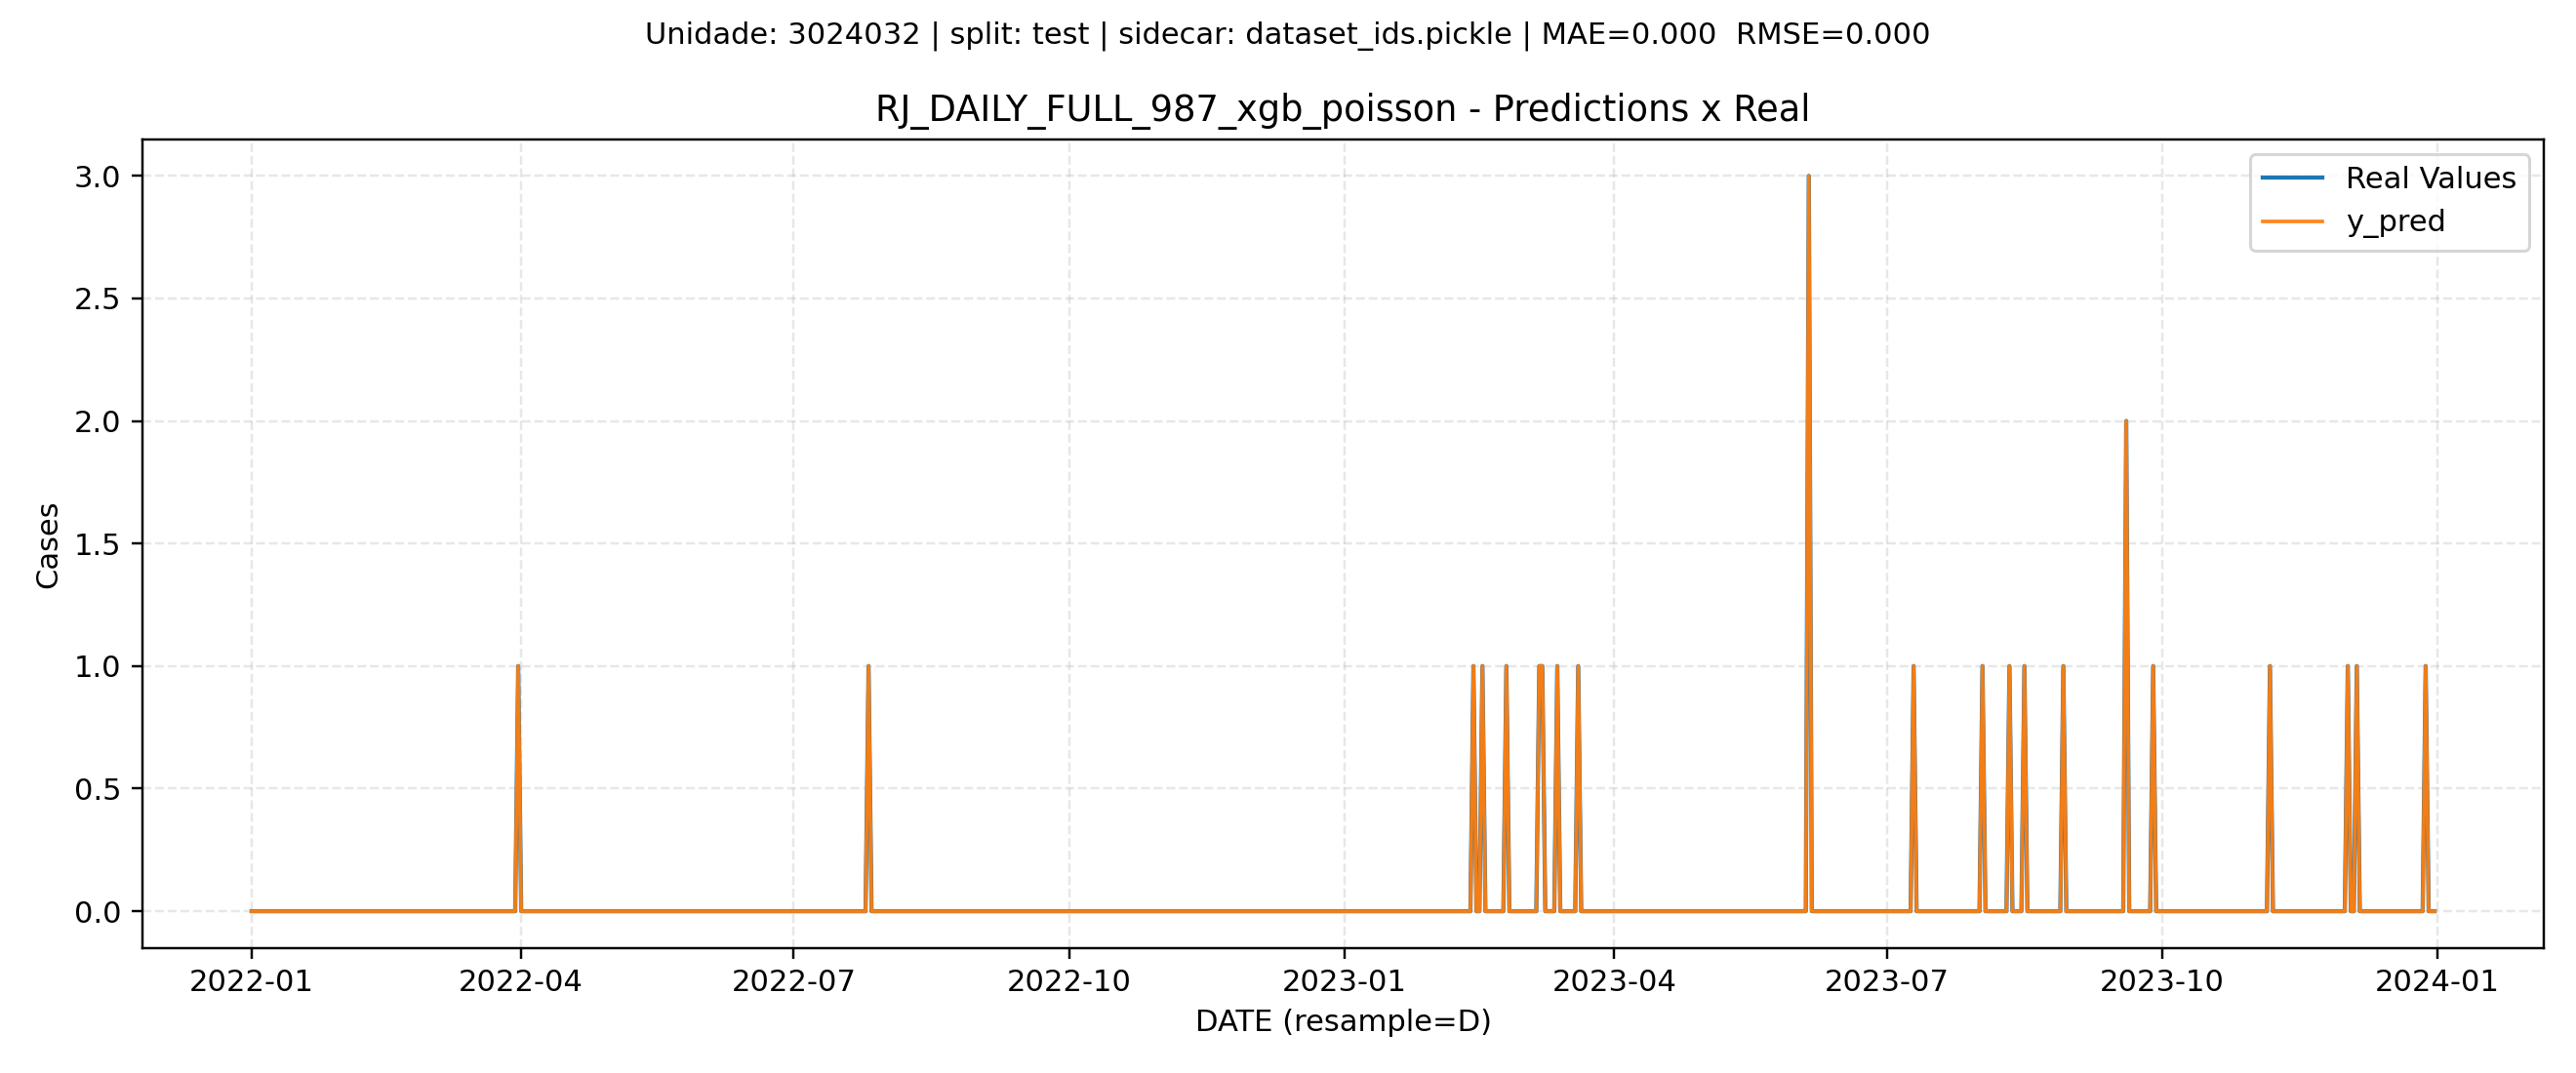 Unidade: 3024032 | split: test | sidecar: dataset_ids.pickle | MAE=0.000  RMSE=0.000
RJ_DAILY_FULL_987_xgb_poisson - Predictions x Real
Real Values
y_pred
3.0
2.5
2.0
1.5
1.0
0.5
0.0
Cases
2022-01 2022-04 2022-07 2022-10 2023-01 2023-04 2023-07 2023-10 2024-01
DATE (resample=D)